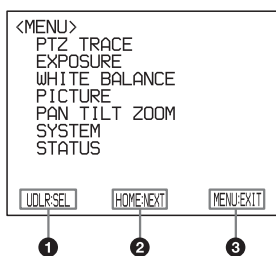 <MENU>
PTZ TRACE
EXPOSURE
WHITE BALANCE
PICTURE
PAN TILT ZOOM
SYSTEM
STATUS
UDLR:SEL HOME:NEXT MENU:EXIT
1 2 3